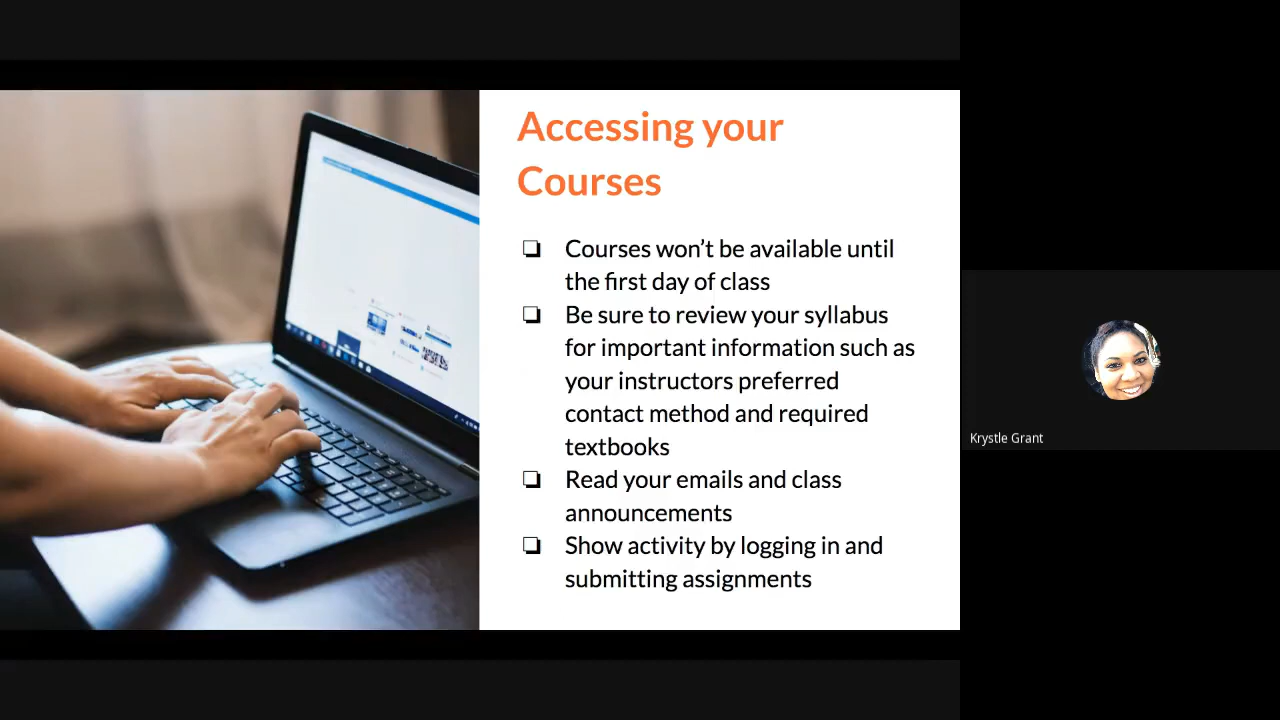 Accessing your
Courses
❏ Courses won’t be available until
the first day of class
❏ Be sure to review your syllabus
for important information such as
your instructors preferred
contact method and required
textbooks
❏ Read your emails and class
announcements
❏ Show activity by logging in and
submitting assignments
Krystle Grant